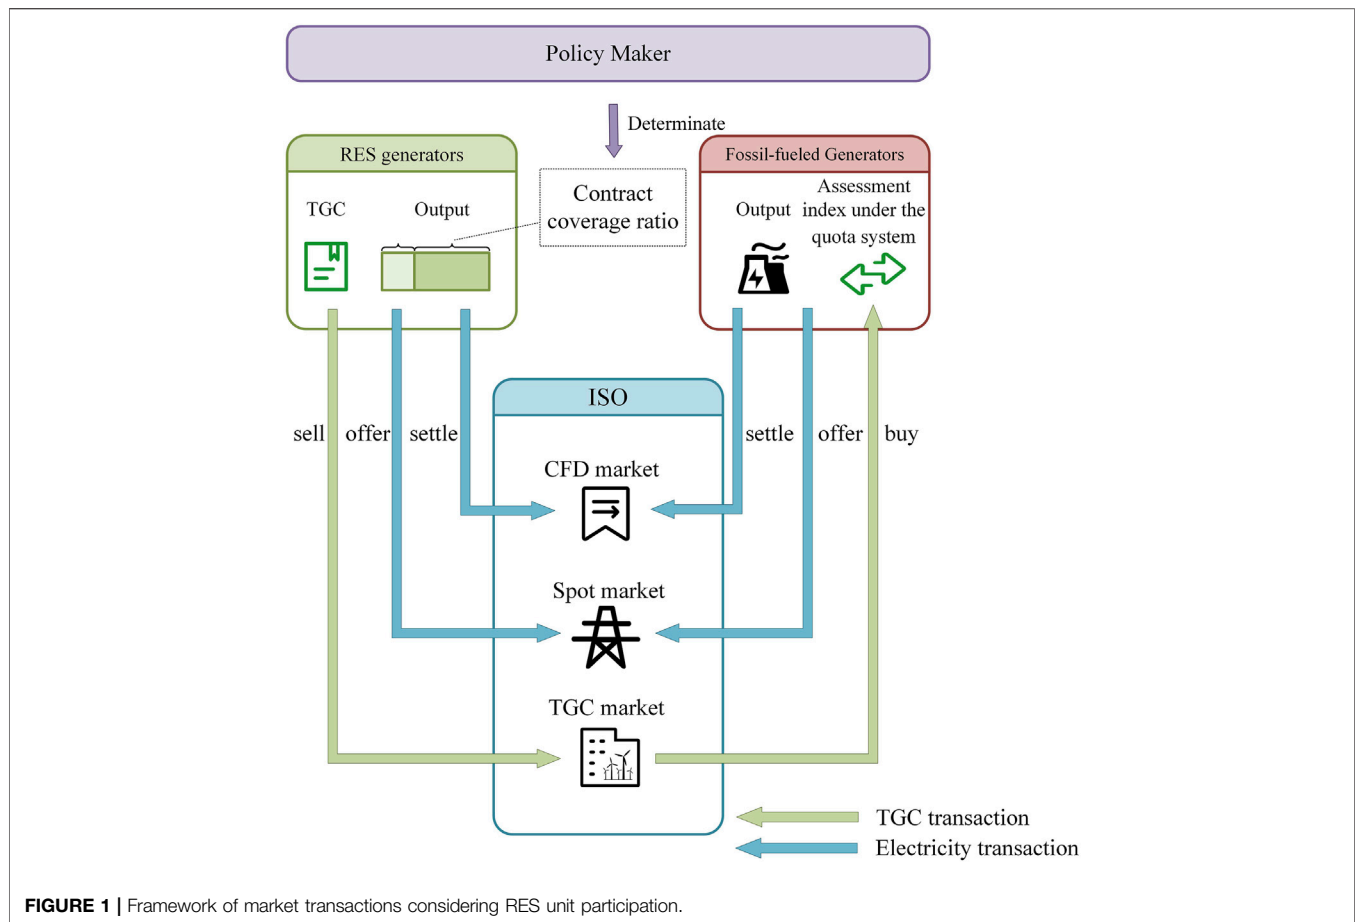 Policy Maker
Determinate
RES generators
TGC
Output
Contract
coverage ratio
Fossil-fueled Generators
Output
Assessment
index under the
quota system
sell
offer
settle
ISO
settle
offer
buy
CFD market
Spot market
TGC market
TGC transaction
Electricity transaction
FIGURE 1 | Framework of market transactions considering RES unit participation.